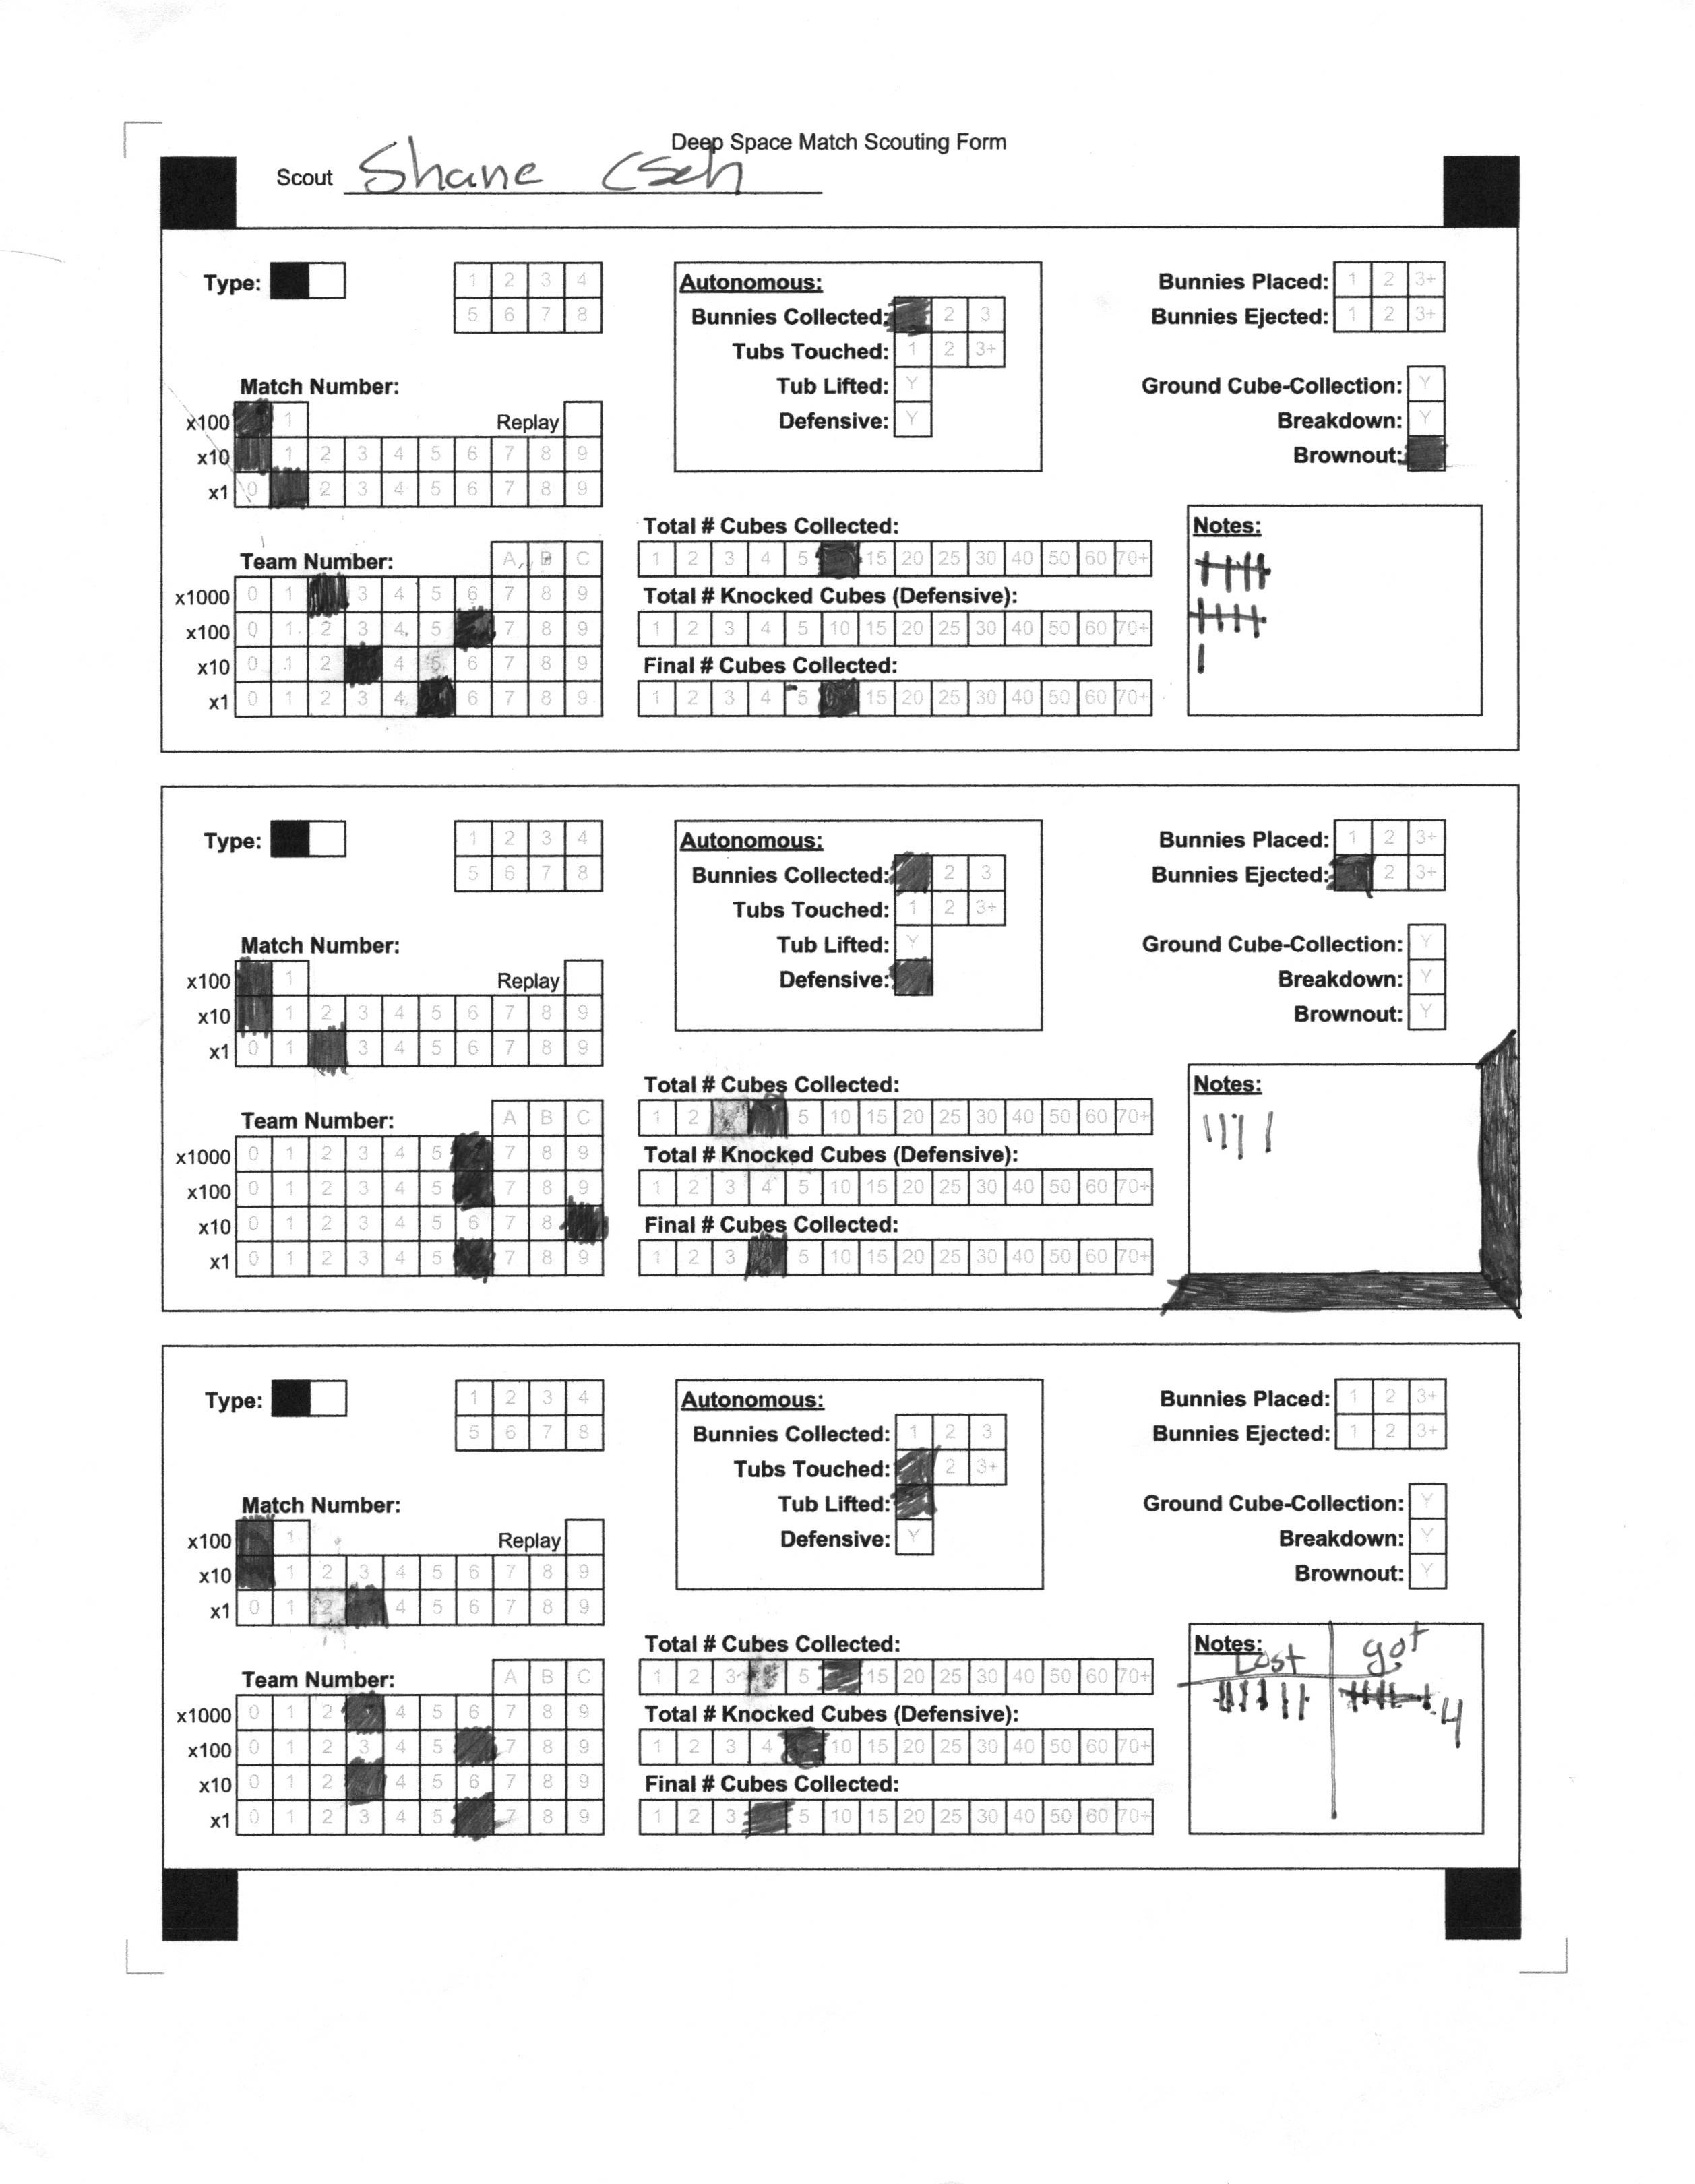 Deep Space Match Scouting Form
Scout Shane Cseh
Type:
1 2 3 4
5 6 7 8
Autonomous:
Bunnies Collected: 2 3
Tubs Touched: 1 2 3+
Tub Lifted: Y
Defensive: Y
Bunnies Placed: 1 2 3+
Bunnies Ejected: 1 2 3+
Ground Cube-Collection: Y
Breakdown: Y
Brownout:
Match Number:
x100 1 Replay
x10 1 2 3 4 5 6 7 8 9
x1 0 2 3 4 5 6 7 8 9
Team Number: A B C
x1000 0 1 3 4 5 6 7 8 9
x100 0 1 2 3 4 5 7 8 9
x10 0 1 2 4 5 6 7 8 9
x1 0 1 2 3 4 6 7 8 9
Total # Cubes Collected:
1 2 3 4 5 15 20 25 30 40 50 60 70+
Total # Knocked Cubes (Defensive):
1 2 3 4 5 10 15 20 25 30 40 50 60 70+
Final # Cubes Collected:
1 2 3 4 5 15 20 25 30 40 50 60 70+
Notes:
Type:
1 2 3 4
5 6 7 8
Autonomous:
Bunnies Collected: 2 3
Tubs Touched: 1 2 3+
Tub Lifted: Y
Defensive:
Bunnies Placed: 1 2 3+
Bunnies Ejected: 2 3+
Ground Cube-Collection: Y
Breakdown: Y
Brownout: Y
Match Number:
x100 1 Replay
x10 1 2 3 4 5 6 7 8 9
x1 0 1 3 4 5 6 7 8 9
Team Number: A B C
x1000 0 1 2 3 4 5 7 8 9
x100 0 1 2 3 4 5 7 8 9
x10 0 1 2 3 4 5 6 7 8
x1 0 1 2 3 4 5 7 8 9
Total # Cubes Collected:
1 2 5 10 15 20 25 30 40 50 60 70+
Total # Knocked Cubes (Defensive):
1 2 3 4 5 10 15 20 25 30 40 50 60 70+
Final # Cubes Collected:
1 2 3 5 10 15 20 25 30 40 50 60 70+
Notes:
Type:
1 2 3 4
5 6 7 8
Autonomous:
Bunnies Collected: 1 2 3
Tubs Touched: 2 3+
Tub Lifted:
Defensive: Y
Bunnies Placed: 1 2 3+
Bunnies Ejected: 1 2 3+
Ground Cube-Collection: Y
Breakdown: Y
Brownout: Y
Match Number:
x100 1 Replay
x10 1 2 3 4 5 6 7 8 9
x1 0 1 2 4 5 6 7 8 9
Team Number: A B C
x1000 0 1 2 4 5 6 7 8 9
x100 0 1 2 3 4 5 7 8 9
x10 0 1 2 4 5 6 7 8 9
x1 0 1 2 3 4 5 7 8 9
Total # Cubes Collected:
1 2 3 5 15 20 25 30 40 50 60 70+
Total # Knocked Cubes (Defensive):
1 2 3 4 10 15 20 25 30 40 50 60 70+
Final # Cubes Collected:
1 2 3 5 10 15 20 25 30 40 50 60 70+
Notes:
Lost got
4